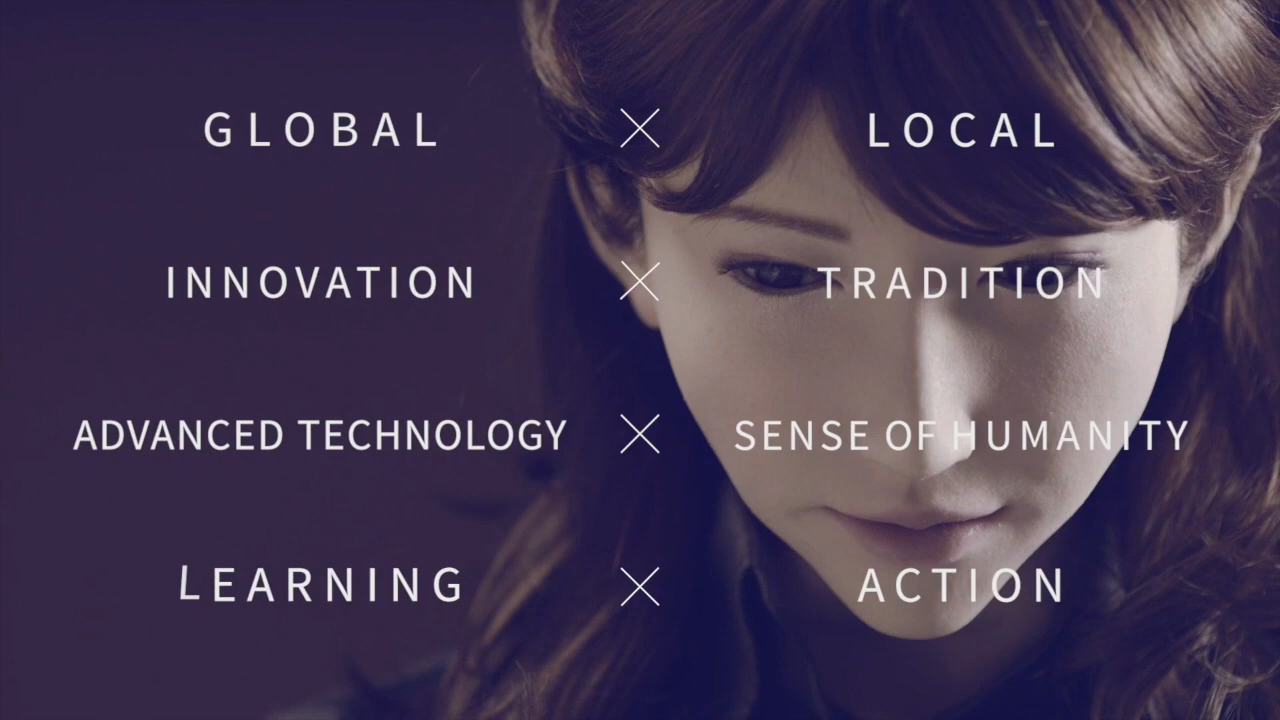 GLOBAL × LOCAL
INNOVATION × TRADITION
ADVANCED TECHNOLOGY × SENSE OF HUMANITY
LEARNING × ACTION